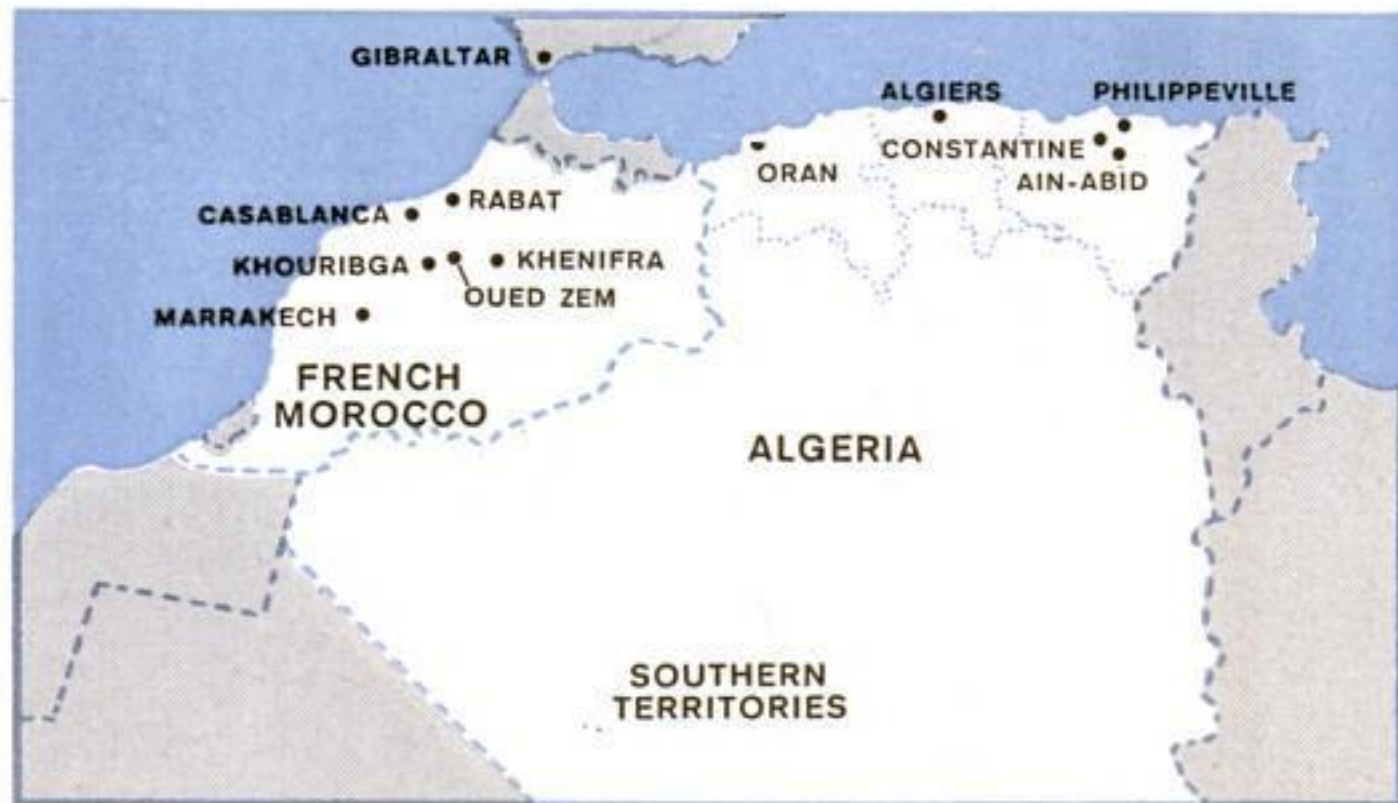 GIBRALTAR
ALGIERS
PHILIPPEVILLE
CONSTANTINE
ORAN
AIN-ABID
RABAT
CASABLANCA
KHOURIBGA
KHENIFRA
OUED ZEM
MARRAKECH
FRENCH
MOROCCO
ALGERIA
SOUTHERN
TERRITORIES